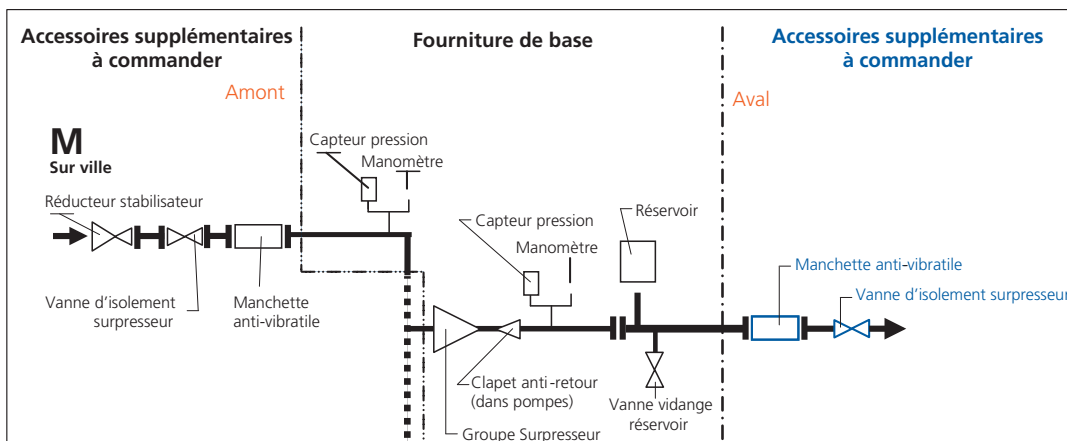 Accessoires supplémentaires
à commander
Amont
Fourniture de base
Accessoires supplémentaires
à commander
Aval
M
Sur ville
Réducteur stabilisateur
Vanne d'isolement
surpresseur
Manchette
anti-vibratile
Capteur pression
Manomètre
Capteur pression
Manomètre
Réservoir
Clapet anti-retour
(dans pompes)
Groupe Surpresseur
Vanne vidange
réservoir
Manchette anti-vibratile
Vanne d'isolement surpresseur